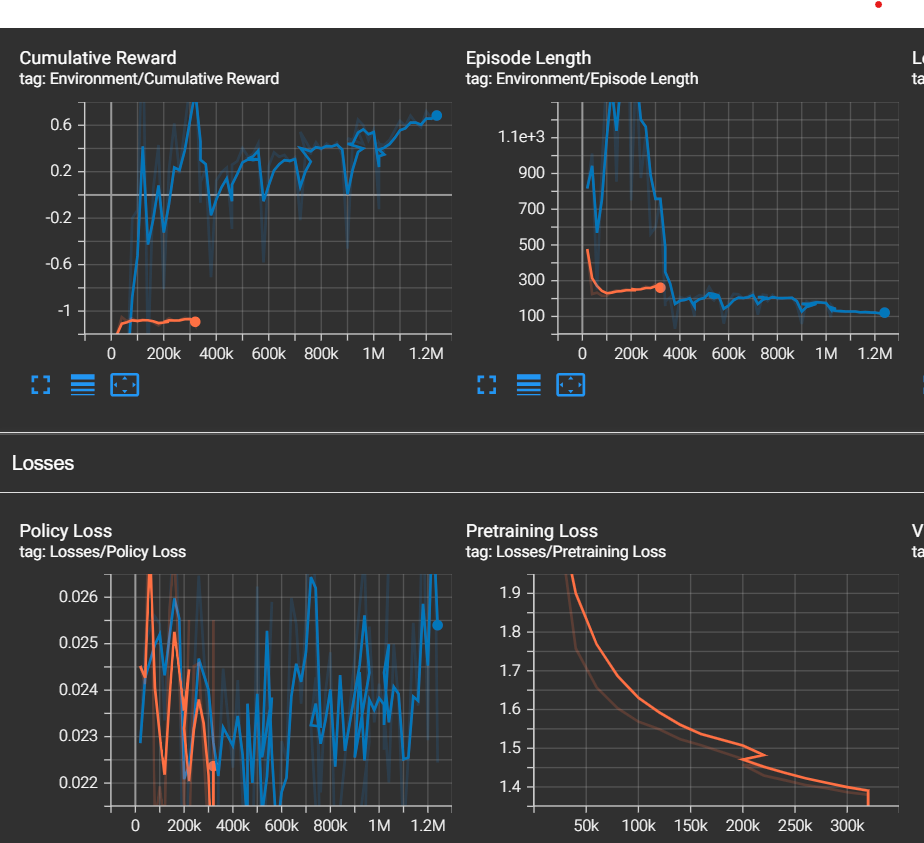 Cumulative Reward
tag: Environment/Cumulative Reward
0.6
0.2
-0.2
-0.6
-1
0 200k 400k 600k 800k 1M 1.2M
Episode Length
tag: Environment/Episode Length
1.1e+3
900
700
500
300
100
0 200k 400k 600k 800k 1M 1.2M
Losses
Policy Loss
tag: Losses/Policy Loss
0.026
0.025
0.024
0.023
0.022
0 200k 400k 600k 800k 1M 1.2M
Pretraining Loss
tag: Losses/Pretraining Loss
1.9
1.8
1.7
1.6
1.5
1.4
50k 100k 150k 200k 250k 300k